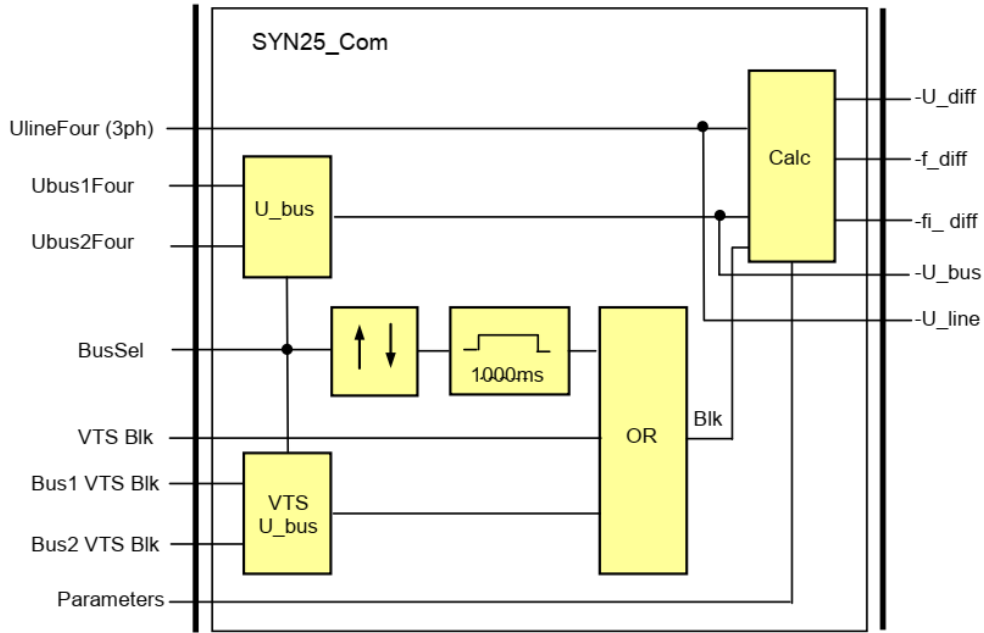 SYN25_Com
UlineFour (3ph)
Ubus1Four
Ubus2Four
BusSel
VTS Blk
Bus1 VTS Blk
Bus2 VTS Blk
Parameters
U_bus
1000ms
VTS
U_bus
OR
Blk
Calc
-U_diff
-f_diff
-fi_ diff
-U_bus
-U_line